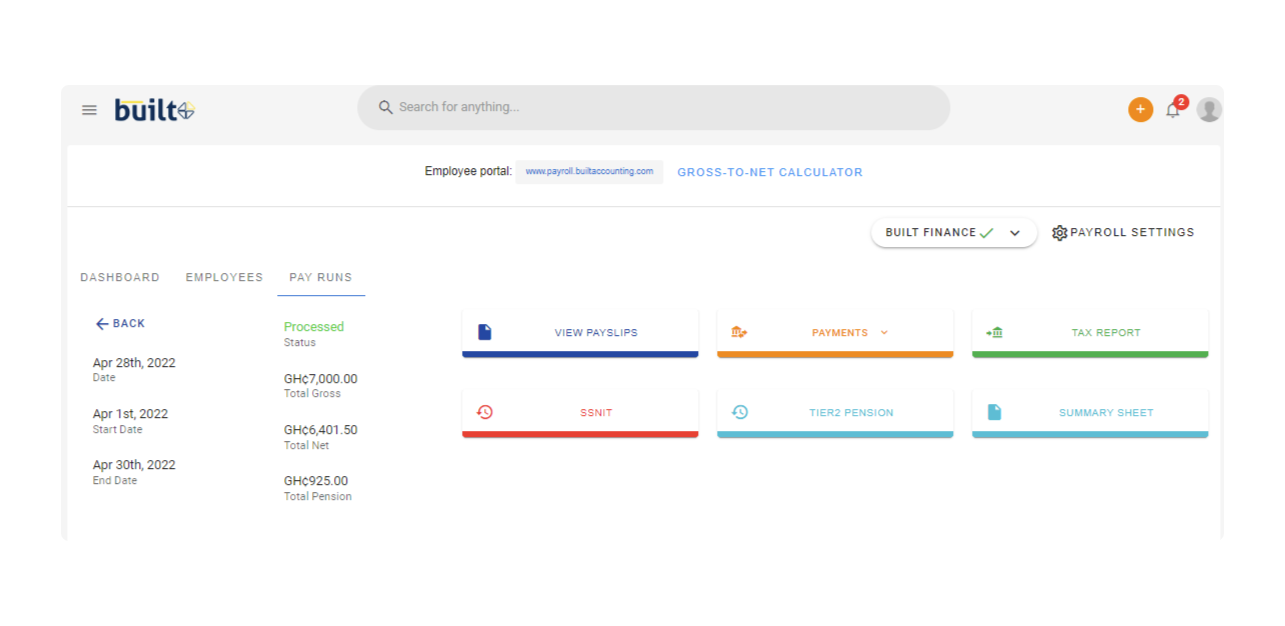 built
Search for anything...
+
2
Employee portal: www.payroll.builtaccounting.com GROSS-TO-NET CALCULATOR
BUILT FINANCE PAYROLL SETTINGS
DASHBOARD EMPLOYEES PAY RUNS
BACK
Apr 28th, 2022
Date
Apr 1st, 2022
Start Date
Apr 30th, 2022
End Date
Processed
Status
GH¢7,000.00
Total Gross
GH¢6,401.50
Total Net
GH¢925.00
Total Pension
VIEW PAYSLIPS
PAYMENTS
TAX REPORT
SSNIT
TIER2 PENSION
SUMMARY SHEET